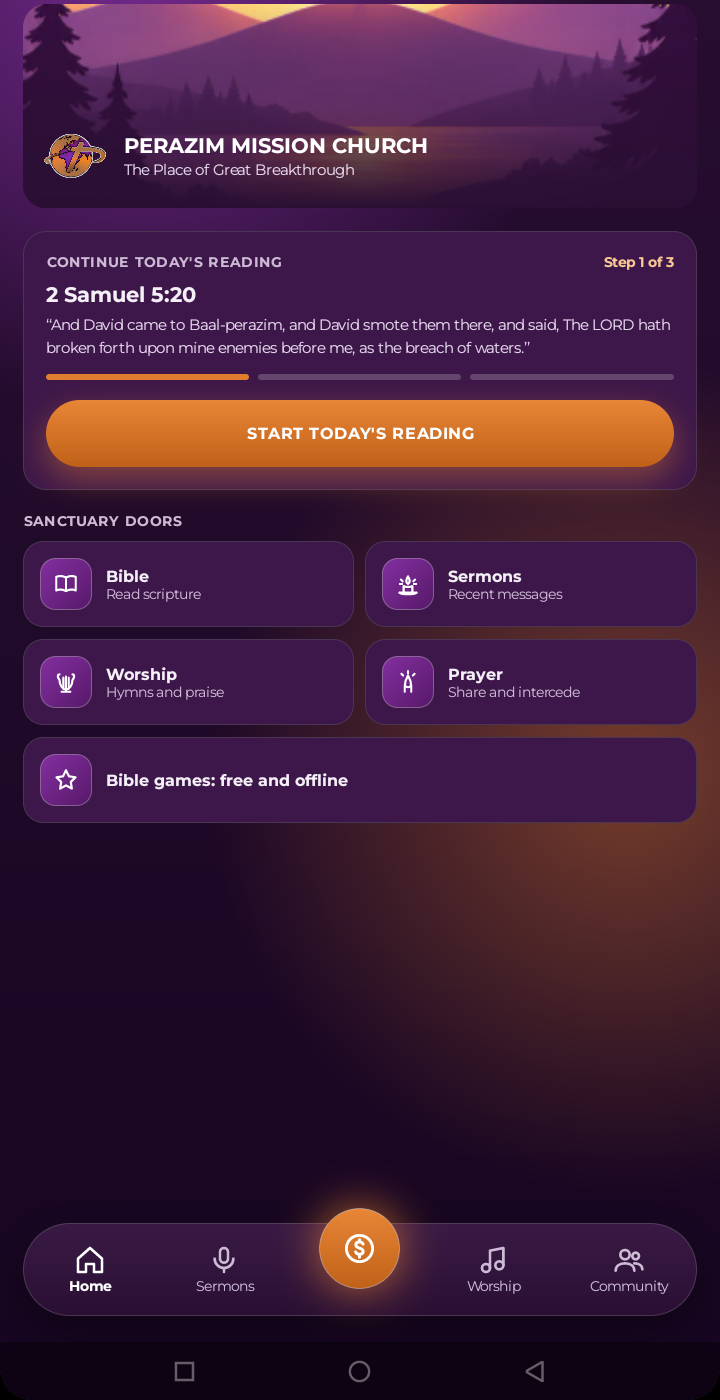 PERAZIM MISSION CHURCH
The Place of Great Breakthrough
CONTINUE TODAY'S READING
Step 1 of 3
2 Samuel 5:20
“And David came to Baal-perazim, and David smote them there, and said, The LORD hath
broken forth upon mine enemies before me, as the breach of waters.”
START TODAY'S READING
SANCTUARY DOORS
Bible
Read scripture
Sermons
Recent messages
Worship
Hymns and praise
Prayer
Share and intercede
Bible games: free and offline
Home
Sermons
Worship
Community